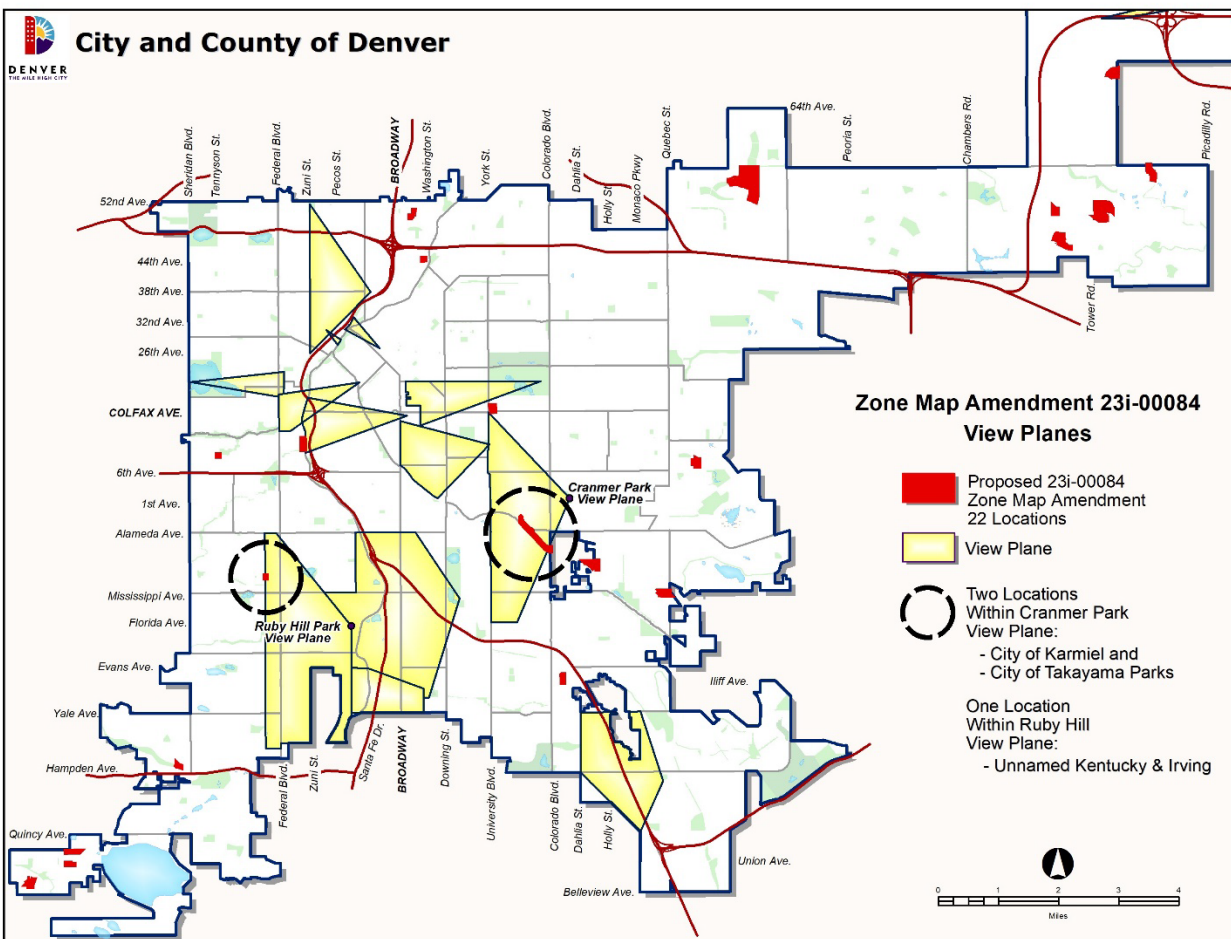 City and County of Denver
DENVER
THE MILE HIGH CITY
Sheridan Blvd.
Tennyson St.
Federal Blvd.
Zuni St.
Pecos St.
BROADWAY
Washington St.
York St.
Colorado Blvd.
Dahlia St.
Holly St.
Monaco Pkwy
Quebec St.
64th Ave.
Peoria St.
Chambers Rd.
Picadilly Rd.
Tower Rd.
52nd Ave.
44th Ave.
38th Ave.
32nd Ave.
26th Ave.
COLFAX AVE.
6th Ave.
1st Ave.
Alameda Ave.
Mississippi Ave.
Florida Ave.
Evans Ave.
Yale Ave.
Hampden Ave.
Quincy Ave.
Cranmer Park
View Plane
Ruby Hill Park
View Plane
Iliff Ave.
Federal Blvd.
Zuni St.
Santa Fe Dr.
BROADWAY
Downing St.
University Blvd.
Colorado Blvd.
Dahlia St.
Holly St.
Union Ave.
Belleview Ave.
Zone Map Amendment 23i-00084
View Planes
Proposed 23i-00084
Zone Map Amendment
22 Locations
View Plane
Two Locations
Within Cranmer Park
View Plane:
- City of Karmiel and
- City of Takayama Parks
One Location
Within Ruby Hill
View Plane:
- Unnamed Kentucky & Irving
0 1 2 3 4
Miles